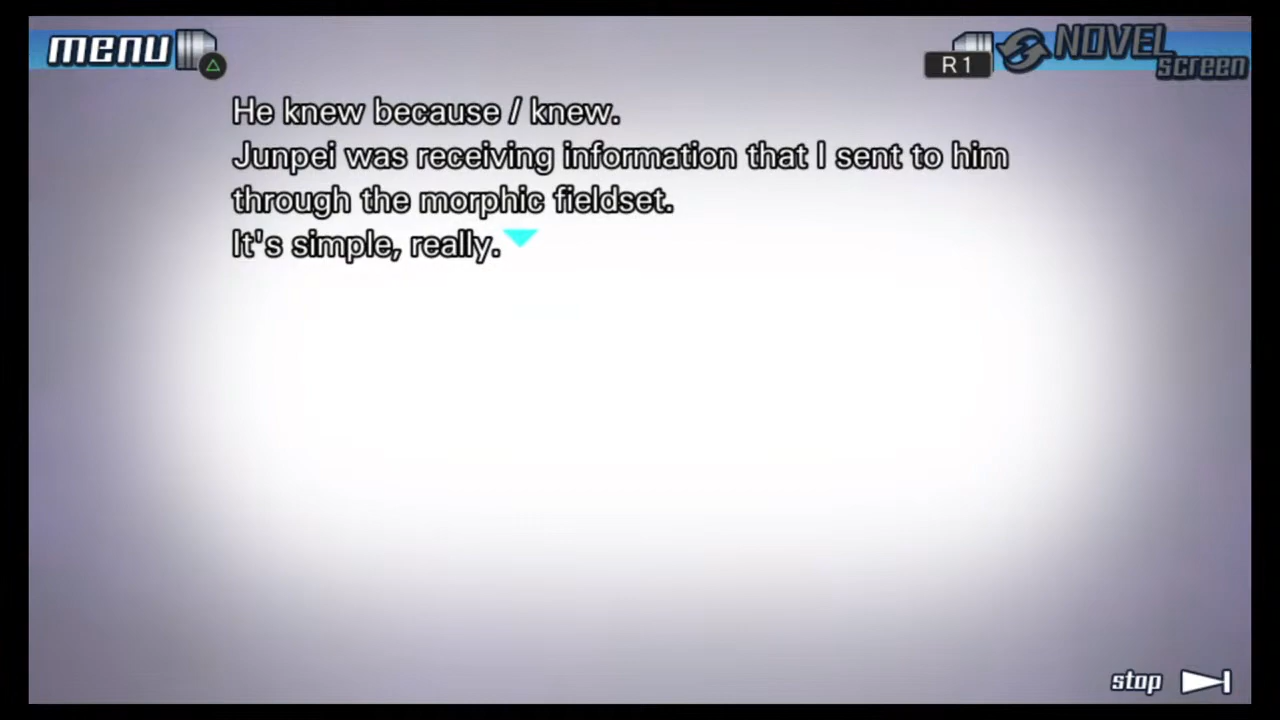 menu
R1
NOVEL
screen
He knew because I knew.
Junpei was receiving information that I sent to him
through the morphic fieldset.
It's simple, really.
stop